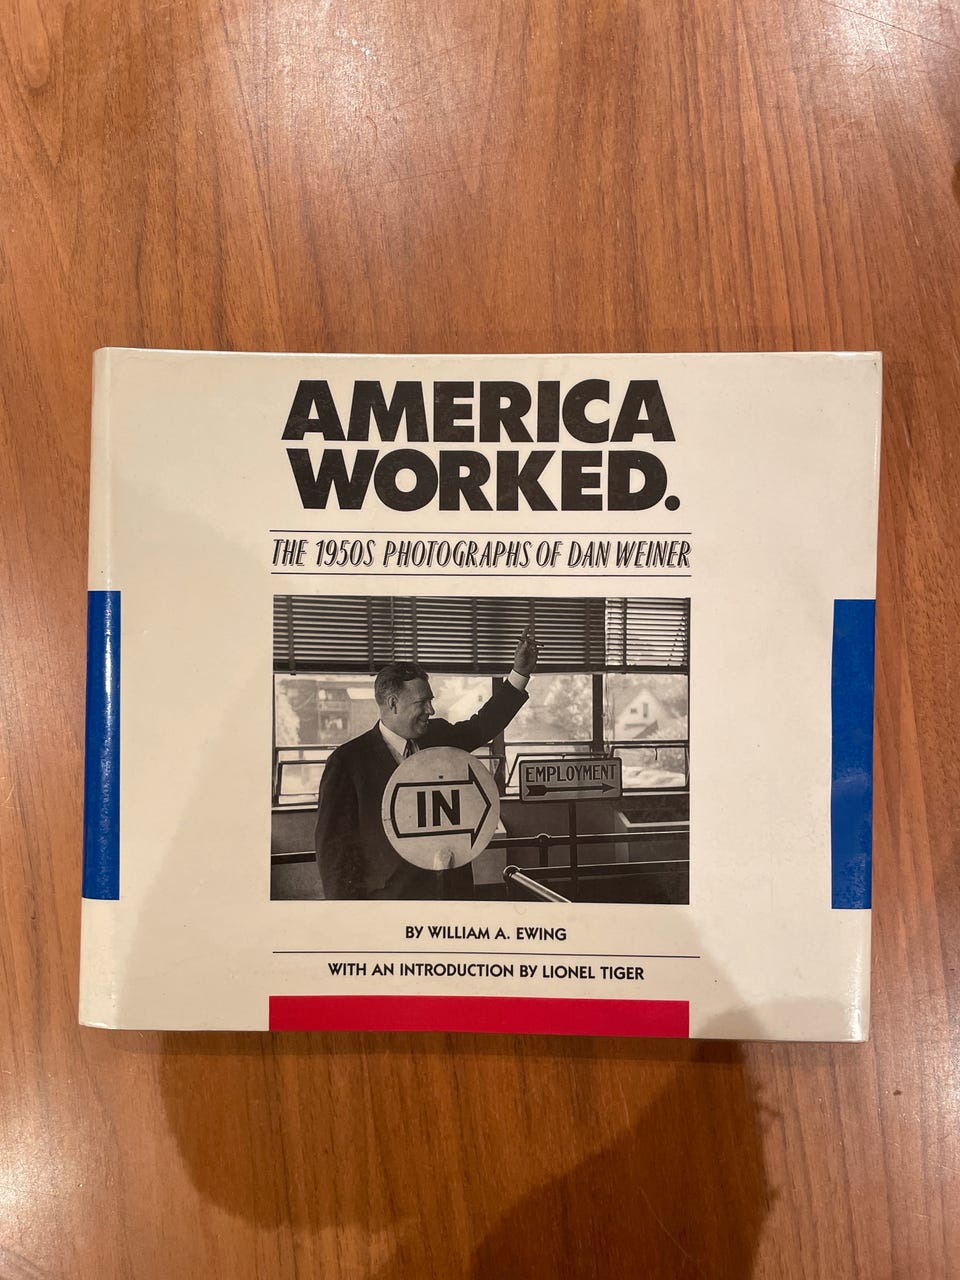 AMERICA
WORKED.
THE 1950S PHOTOGRAPHS OF DAN WEINER
IN
EMPLOYMENT
BY WILLIAM A. EWING
WITH AN INTRODUCTION BY LIONEL TIGER